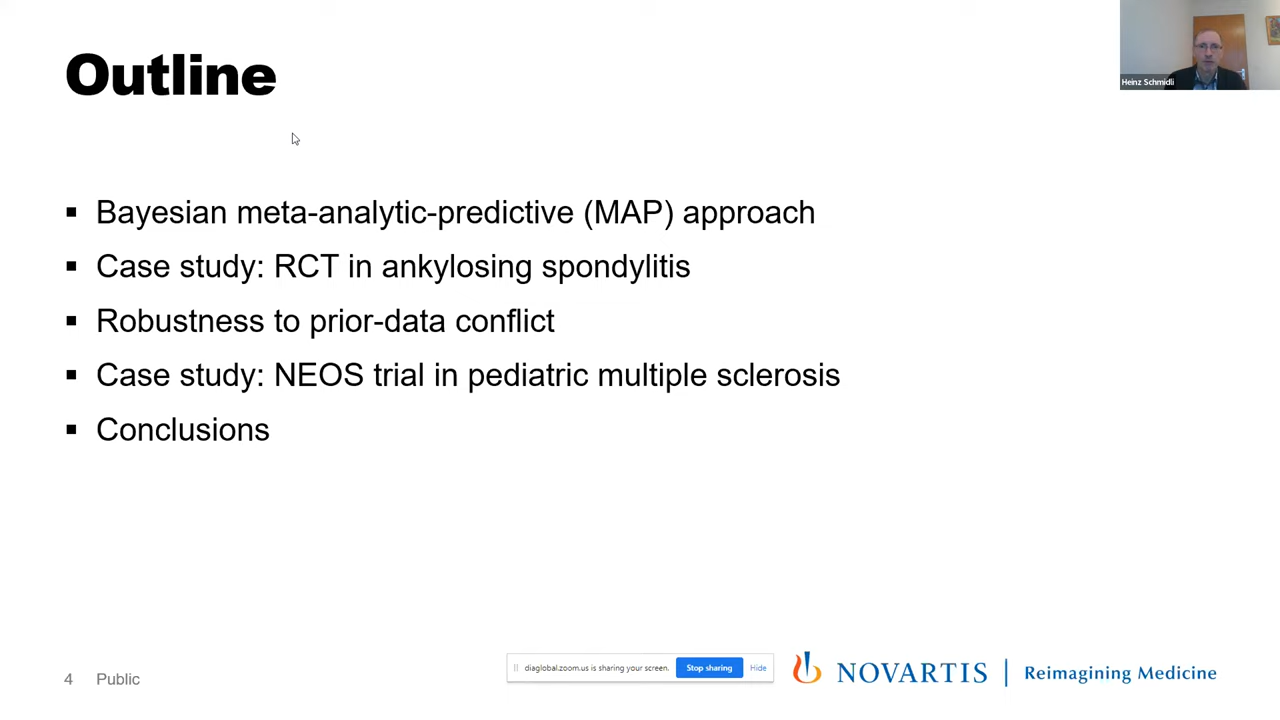 Outline
Heinz Schmidli
▪ Bayesian meta-analytic-predictive (MAP) approach
▪ Case study: RCT in ankylosing spondylitis
▪ Robustness to prior-data conflict
▪ Case study: NEOS trial in pediatric multiple sclerosis
▪ Conclusions
4 Public
diaglobal.zoom.us is sharing your screen. Stop sharing Hide
NOVARTIS | Reimagining Medicine